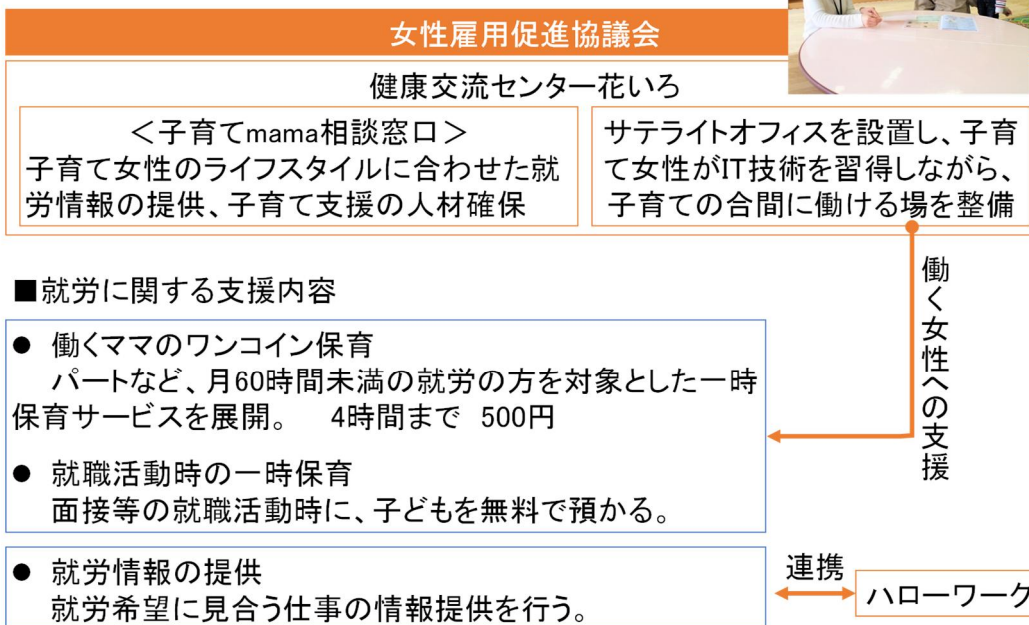 女性雇用促進協議会
健康交流センター花いろ
＜子育てmama相談窓口＞
子育て女性のライフスタイルに合わせた就
労情報の提供、子育て支援の人材確保
サテライトオフィスを設置し、子育
て女性がIT技術を習得しながら、
子育ての合間に働ける場を整備
働く女性への支援
■就労に関する支援内容
● 働くママのワンコイン保育
パートなど、月60時間未満の就労の方を対象とした一時
保育サービスを展開。　4時間まで 500円
● 就職活動時の一時保育
面接等の就職活動時に、子どもを無料で預かる。
● 就労情報の提供
就労希望に見合う仕事の情報提供を行う。
連携
ハローワーク